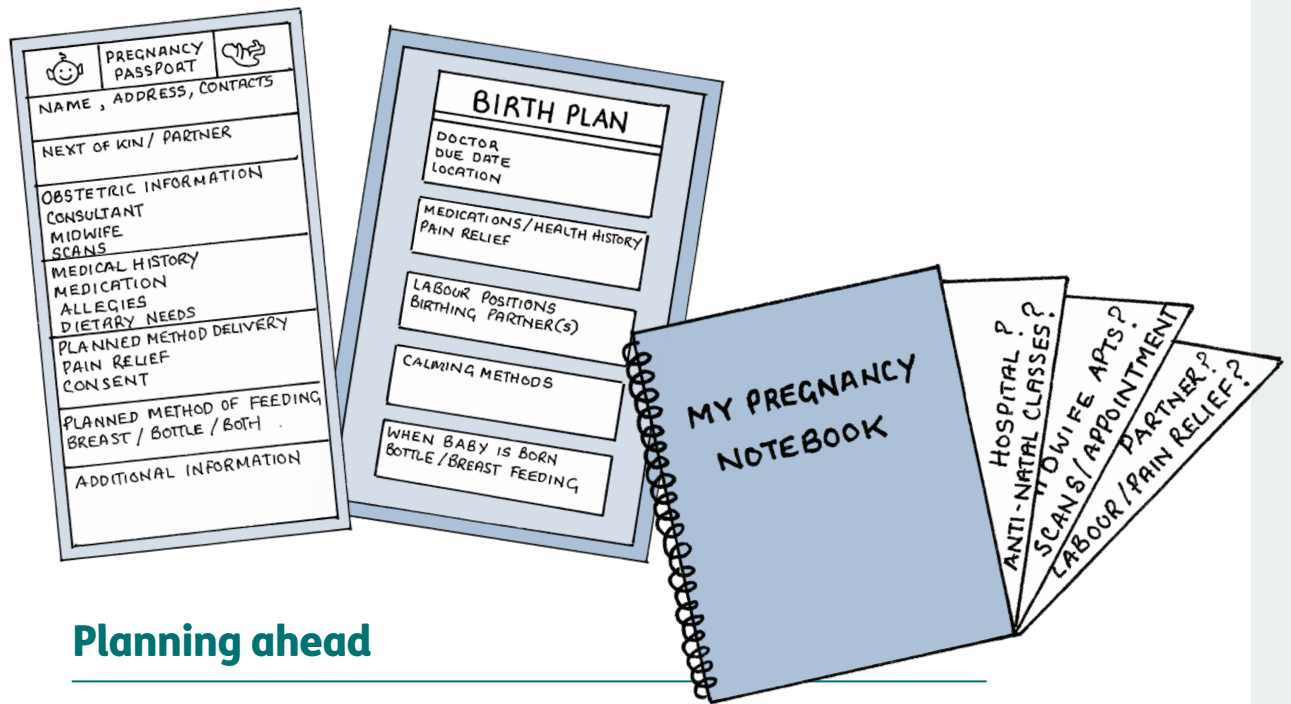 PREGNANCY
PASSPORT
NAME, ADDRESS, CONTACTS
NEXT OF KIN / PARTNER
OBSTETRIC INFORMATION
CONSULTANT
MIDWIFE
SCANS
MEDICAL HISTORY
MEDICATION
ALLEGIES
DIETARY NEEDS
PLANNED METHOD DELIVERY
PAIN RELIEF
CONSENT
PLANNED METHOD OF FEEDING
BREAST / BOTTLE / BOTH .
ADDITIONAL INFORMATION
BIRTH PLAN
DOCTOR
DUE DATE
LOCATION
MEDICATIONS / HEALTH HISTORY
PAIN RELIEF
LABOUR POSITIONS
BIRTHING PARTNER(S)
CALMING METHODS
WHEN BABY IS BORN
BOTTLE / BREAST FEEDING
MY PREGNANCY
NOTEBOOK
HOSPITAL ?
ANTI-NATAL CLASSES?
MIDWIFE APTS?
SCANS / APPOINTMENT
PARTNER?
LABOUR / PAIN RELIEF?
Planning ahead